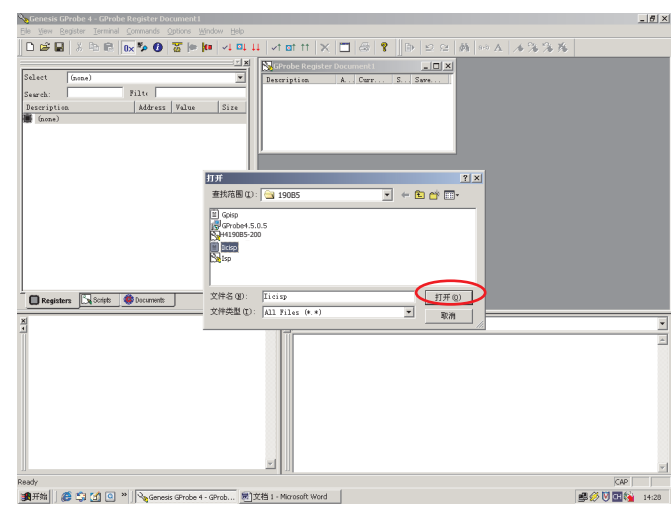 Genesis GProbe 4 - GProbe Register Document1
File View Register Terminal Commands Options Window Help
Select (none)
Search: Filte
Description Address Value Size
(none)
Registers Scripts Documents
GProbe Register Document1
Description A... Curr... S... Save...
打开
查找范围(I): 190B5
Gpisp
GProbe4.5.0.5
H4190B5-200
Iicisp
Isp
文件名(N): Iicisp 打开(O)
文件类型(T): All Files (*.*) 取消
Ready CAP
开始 Genesis GProbe 4 - GProb... 文档 1 - Microsoft Word 14:20